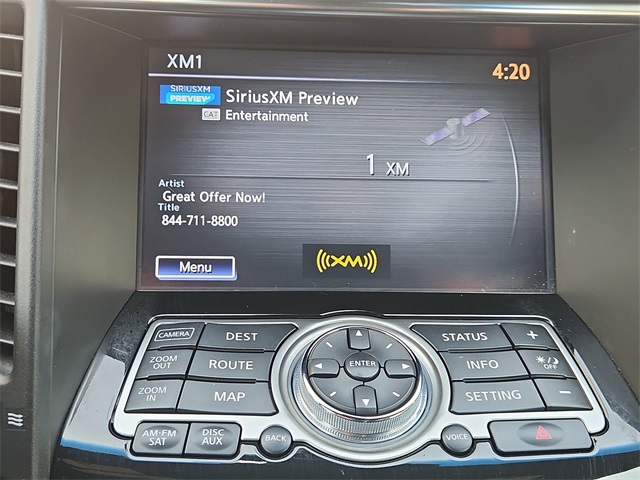 XM1
4:20
SIRIUSXM
PREVIEW
SiriusXM Preview
CAT Entertainment
1 XM
Artist
Great Offer Now!
Title
844-711-8800
Menu
((XM))
CAMERA DEST STATUS +
ZOOM OUT ROUTE ENTER INFO OFF
ZOOM IN MAP SETTING −
AM·FM SAT DISC AUX BACK VOICE